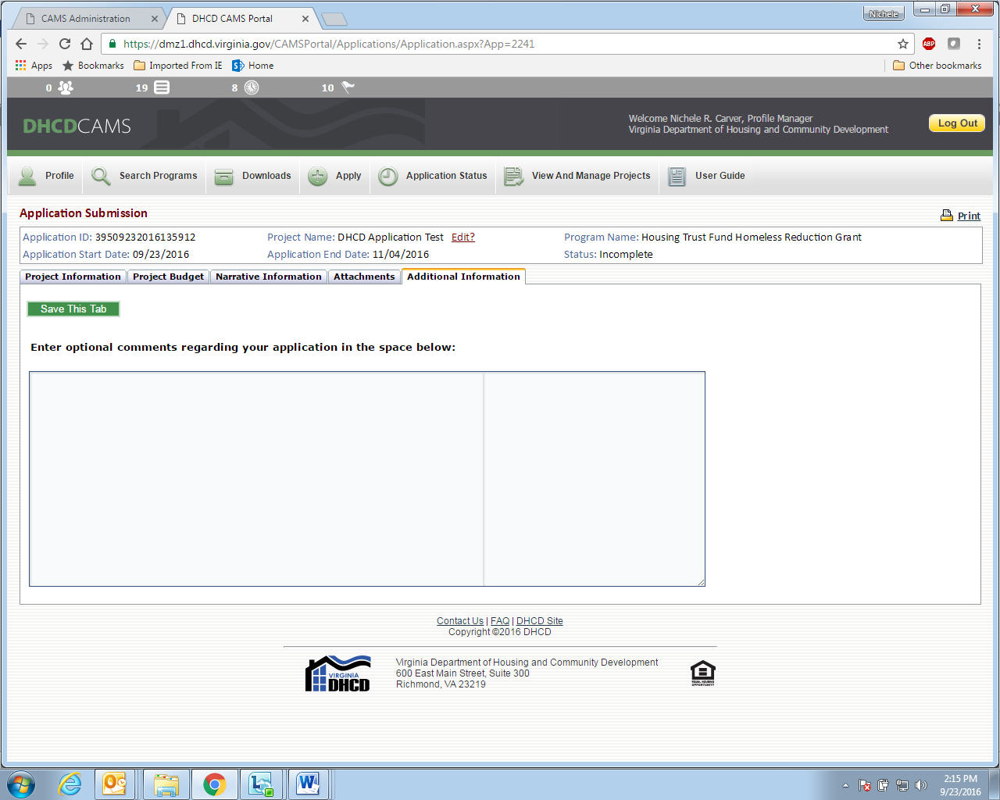 CAMS Administration
DHCD CAMS Portal
Nichele
https://dmz1.dhcd.virginia.gov/CAMSPortal/Applications/Application.aspx?App=2241
ABP
Apps
Bookmarks
Imported From IE
Home
Other bookmarks
0
19
8
10
DHCDCAMS
Welcome Nichele R. Carver, Profile Manager
Virginia Department of Housing and Community Development
Log Out
Profile
Search Programs
Downloads
Apply
Application Status
View And Manage Projects
User Guide
Application Submission
Print
Application ID: 39509232016135912
Project Name: DHCD Application Test Edit?
Program Name: Housing Trust Fund Homeless Reduction Grant
Application Start Date: 09/23/2016
Application End Date: 11/04/2016
Status: Incomplete
Project Information
Project Budget
Narrative Information
Attachments
Additional Information
Save This Tab
Enter optional comments regarding your application in the space below:
Contact Us | FAQ | DHCD Site
Copyright ©2016 DHCD
VIRGINIA
DHCD
Virginia Department of Housing and Community Development
600 East Main Street, Suite 300
Richmond, VA 23219
EQUAL HOUSING
OPPORTUNITY
2:15 PM
9/23/2016